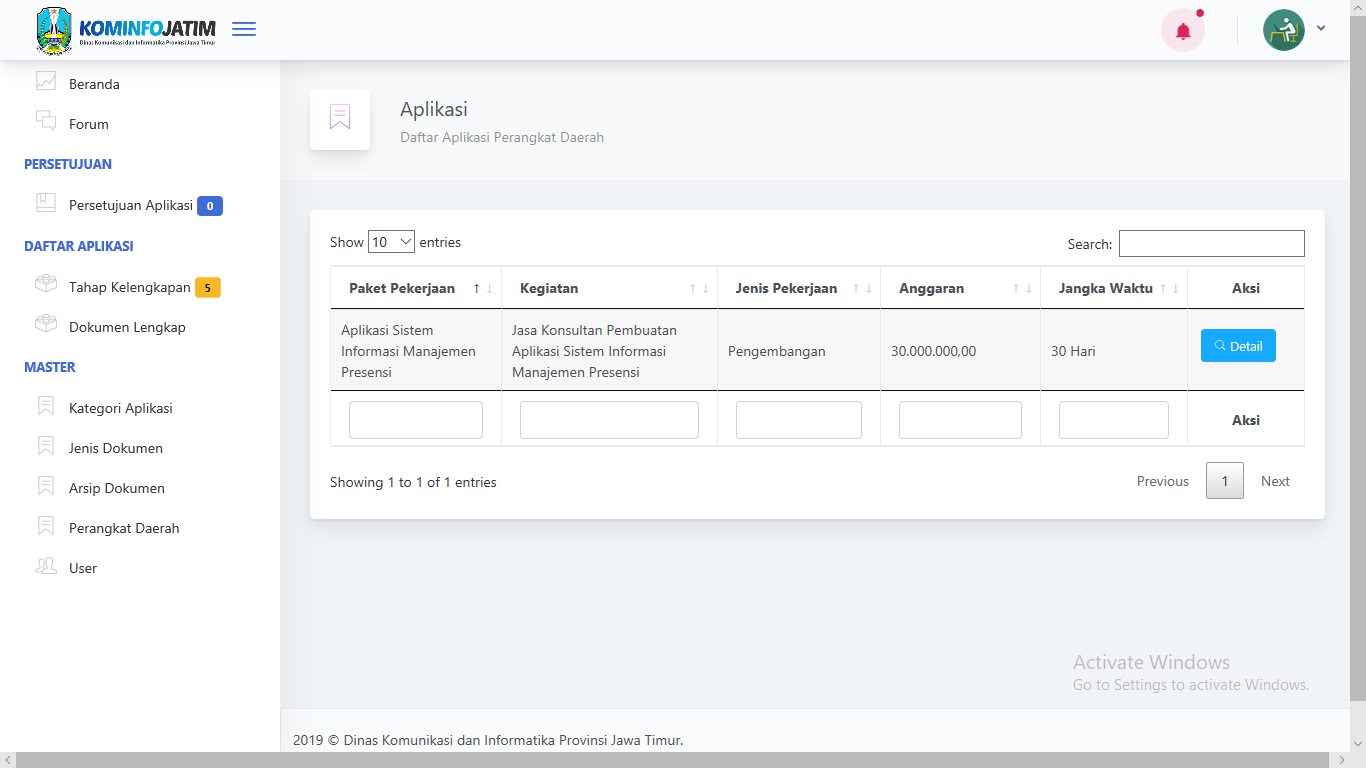 KOMINFOJATIM
Dinas Komunikasi dan Informatika Provinsi Jawa Timur
Beranda
Forum
PERSETUJUAN
Persetujuan Aplikasi 0
DAFTAR APLIKASI
Tahap Kelengkapan 5
Dokumen Lengkap
MASTER
Kategori Aplikasi
Jenis Dokumen
Arsip Dokumen
Perangkat Daerah
User
Aplikasi
Daftar Aplikasi Perangkat Daerah
Show 10 entries
Search:
Paket Pekerjaan ↑ ↓ Kegiatan ↑ ↓ Jenis Pekerjaan ↑ ↓ Anggaran ↑ ↓ Jangka Waktu ↑ ↓ Aksi
Aplikasi Sistem
Informasi Manajemen
Presensi
Jasa Konsultan Pembuatan
Aplikasi Sistem Informasi
Manajemen Presensi
Pengembangan
30.000.000,00
30 Hari
Detail
Aksi
Showing 1 to 1 of 1 entries
Previous 1 Next
Activate Windows
Go to Settings to activate Windows.
2019 © Dinas Komunikasi dan Informatika Provinsi Jawa Timur.